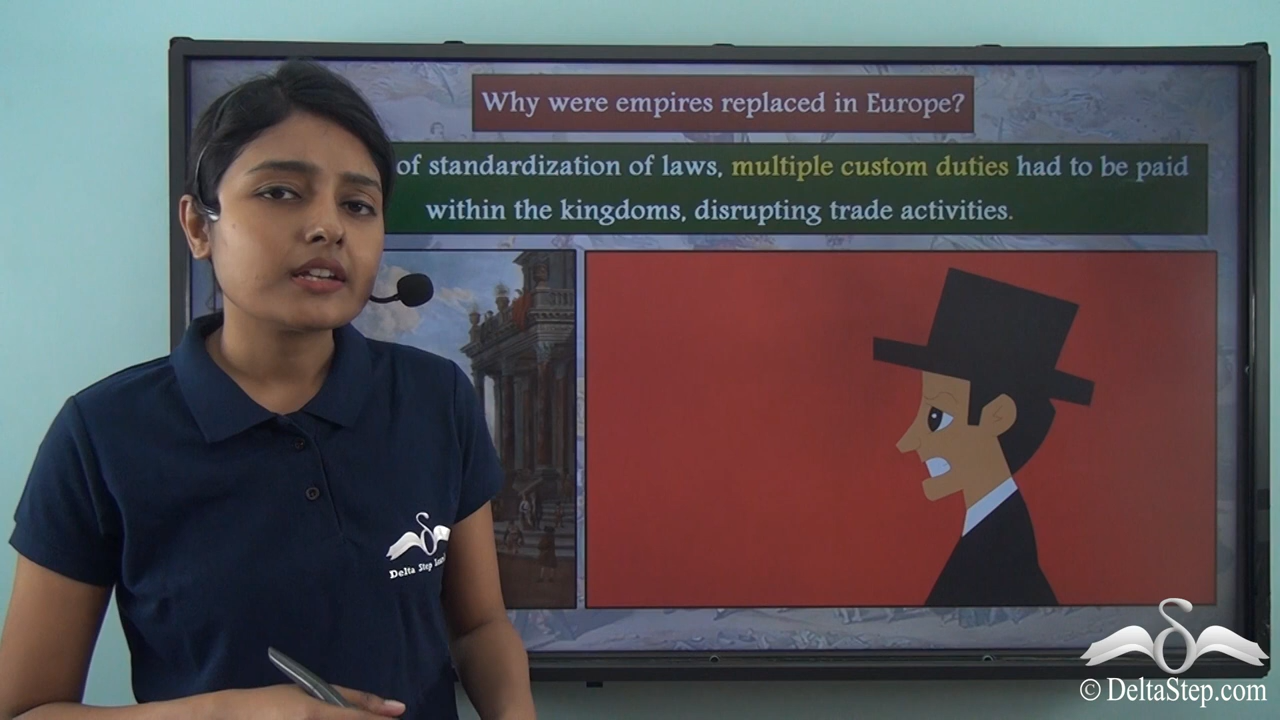 Why were empires replaced in Europe?
of standardization of laws, multiple custom duties had to be paid
within the kingdoms, disrupting trade activities.
Delta Step
© DeltaStep.com